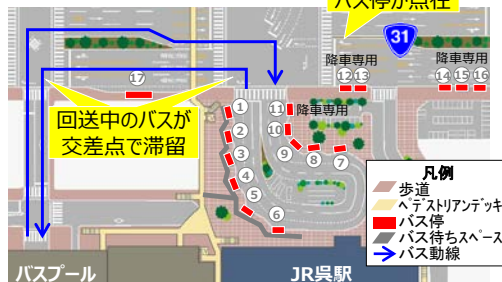 バス停が点在
31
降車専用
降車専用
17
12 13
14 15 16
回送中のバスが
交差点で滞留
1
11
降車専用
2
10
3
9
8
7
4
5
6
凡例
歩道
ペデストリアンデッキ
バス停
バス待ちスペース
バス動線
バスプール
JR呉駅